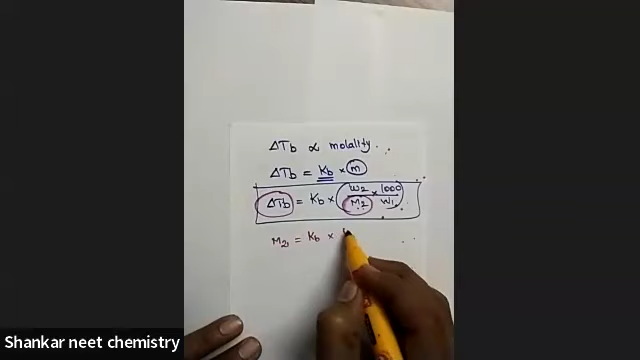 ΔTb ∝ molality.
ΔTb = Kb × m
ΔTb = Kb × W2 × 1000 / M2 W1
M2 = Kb ×
Shankar neet chemistry